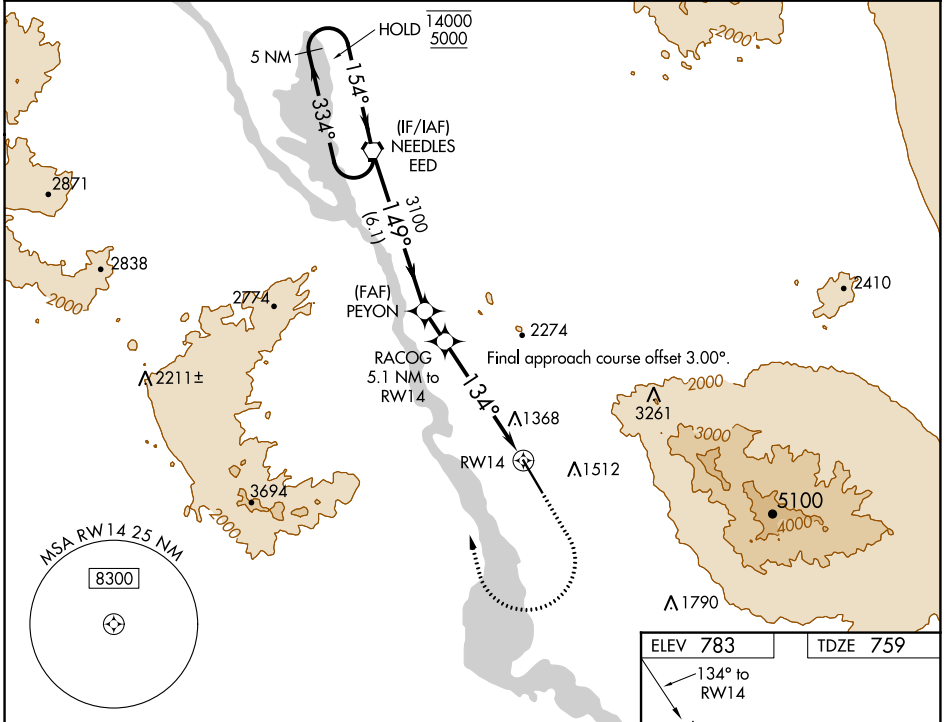 2000
HOLD 14000
5000
5 NM
154°
334°
(IF/IAF)
NEEDLES
EED
2871
3100
149°
(6.1)
2838
2000
2774
(FAF)
PEYON
2410
2274
RACOG
5.1 NM to
RW14
Final approach course offset 3.00°.
2211±
134°
2000
3261
1368
3000
RW14
1512
3694
2000
5100
4000
MSA RW14 25 NM
8300
1790
ELEV 783
TDZE 759
134° to
RW14